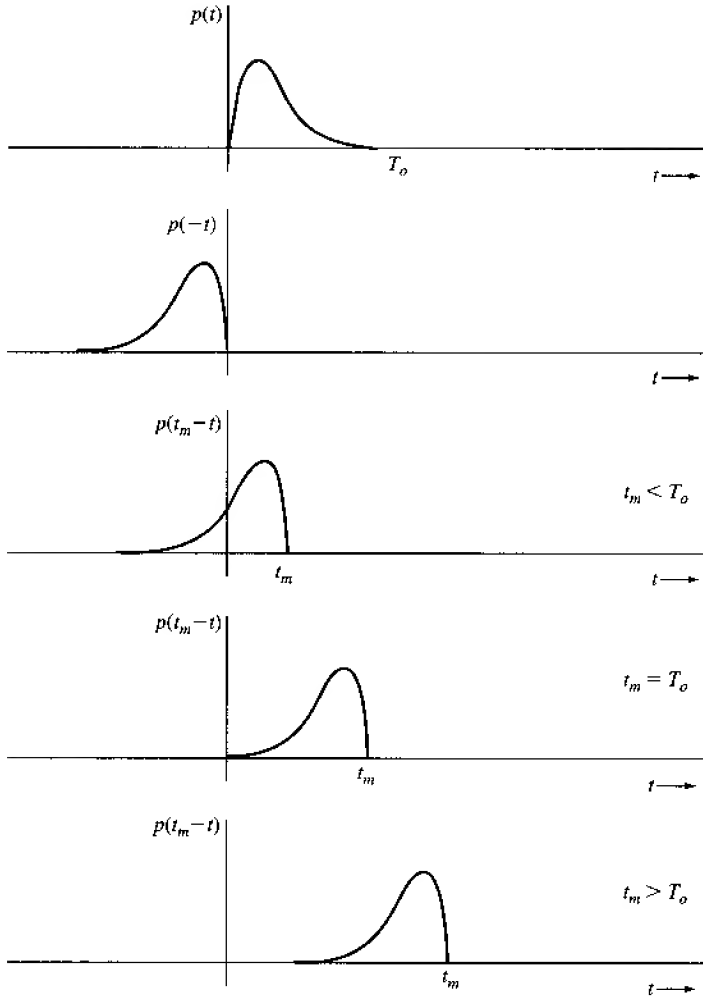 p(t)
T_o
t →
p(−t)
t →
p(t_m−t)
t_m < T_o
t_m
t →
p(t_m−t)
t_m = T_o
t_m
t →
p(t_m−t)
t_m > T_o
t_m
t →